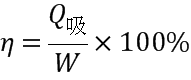 η = Q吸/W × 100%